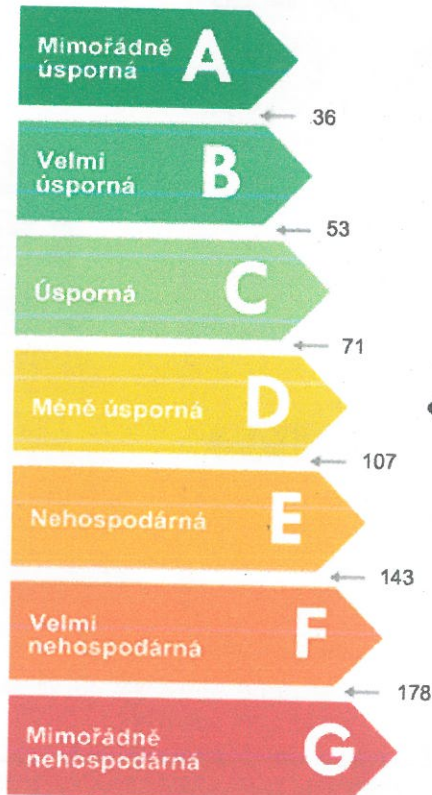 Mimořádně
úsporná
A
36
Velmi
úsporná
B
53
Úsporná
C
71
Méně úsporná
D
107
Nehospodárná
E
143
Velmi
nehospodárná
F
178
Mimořádně
nehospodárná
G